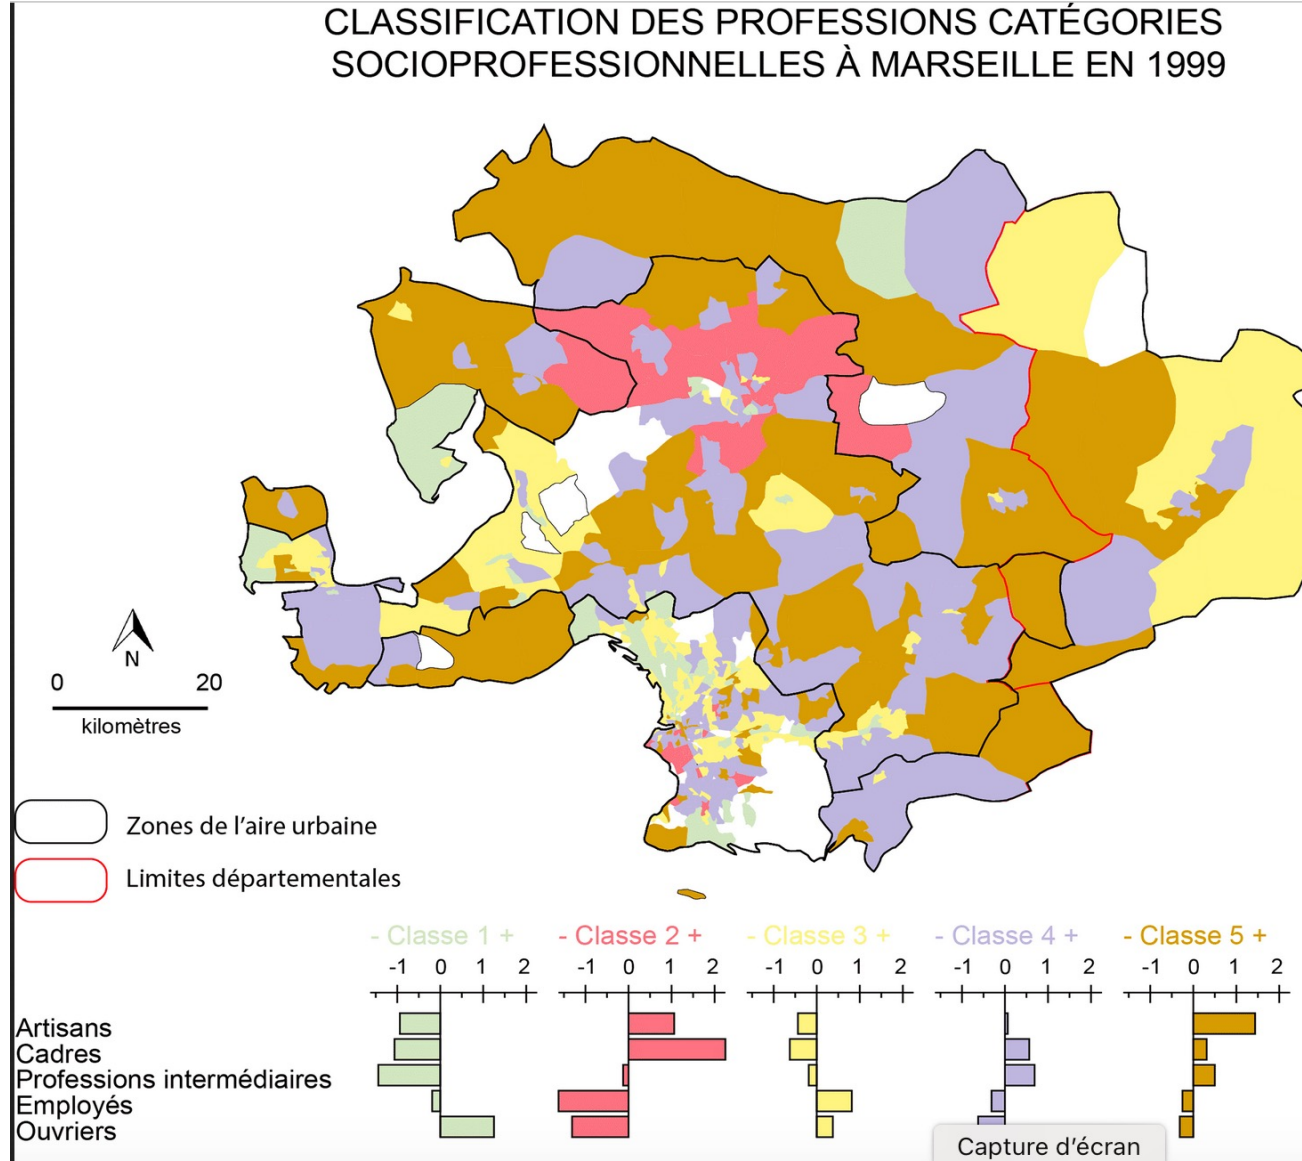 CLASSIFICATION DES PROFESSIONS CATÉGORIES
SOCIOPROFESSIONNELLES À MARSEILLE EN 1999
N
0 20
kilomètres
Zones de l'aire urbaine
Limites départementales
- Classe 1 + - Classe 2 + - Classe 3 + - Classe 4 + - Classe 5 +
-1 0 1 2 -1 0 1 2 -1 0 1 2 -1 0 1 2 -1 0 1 2
Artisans
Cadres
Professions intermédiaires
Employés
Ouvriers
Capture d'écran